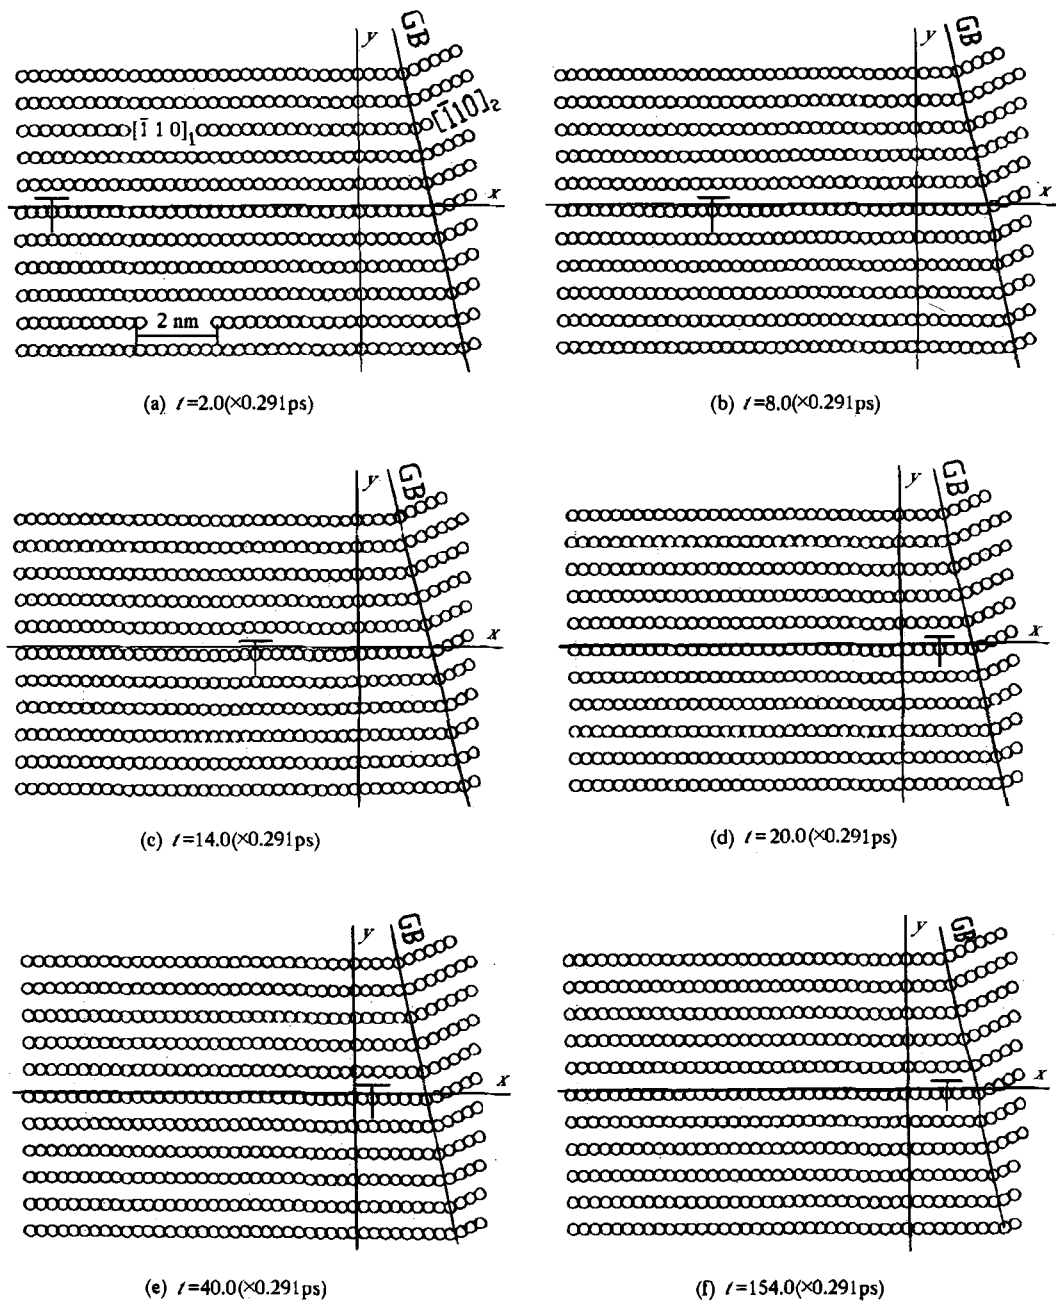 GB
y
[1̄ 1 0]₁
[1̄10]₂
x
2 nm
(a) t=2.0(×0.291ps)
GB
y
x
(b) t=8.0(×0.291ps)
GB
y
x
(c) t=14.0(×0.291ps)
GB
y
x
(d) t=20.0(×0.291ps)
GB
y
x
(e) t=40.0(×0.291ps)
GB
y
x
(f) t=154.0(×0.291ps)